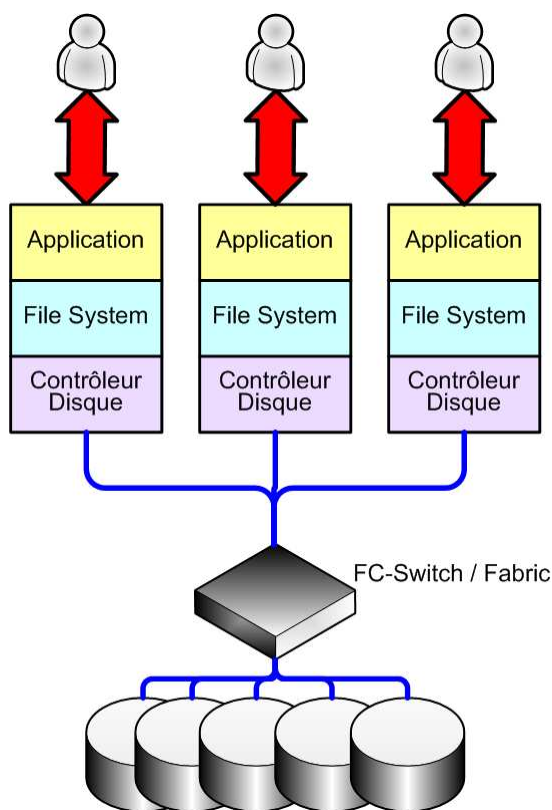 Application
Application
Application
File System
File System
File System
Contrôleur
Disque
Contrôleur
Disque
Contrôleur
Disque
FC-Switch / Fabric